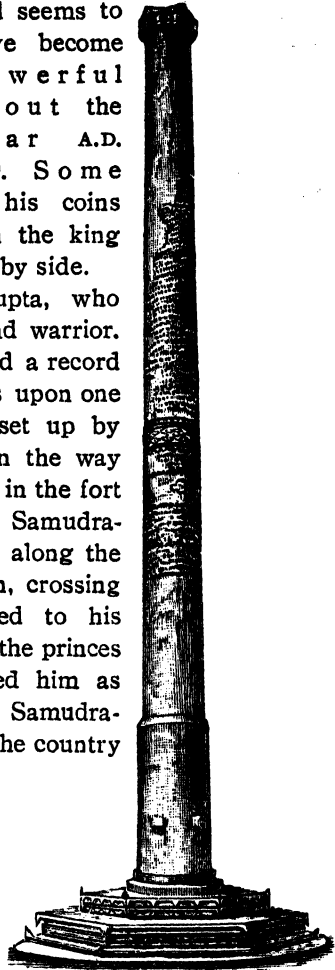 seems to
ve become
w e r f u l
o u t the
a r A.D.
. S o m e
his coins
the king
by side.
upta, who
nd warrior.
d a record
s upon one
set up by
n the way
in the fort
Samudra-
along the
n, crossing
ed to his
the princes
ed him as
Samudra-
he country